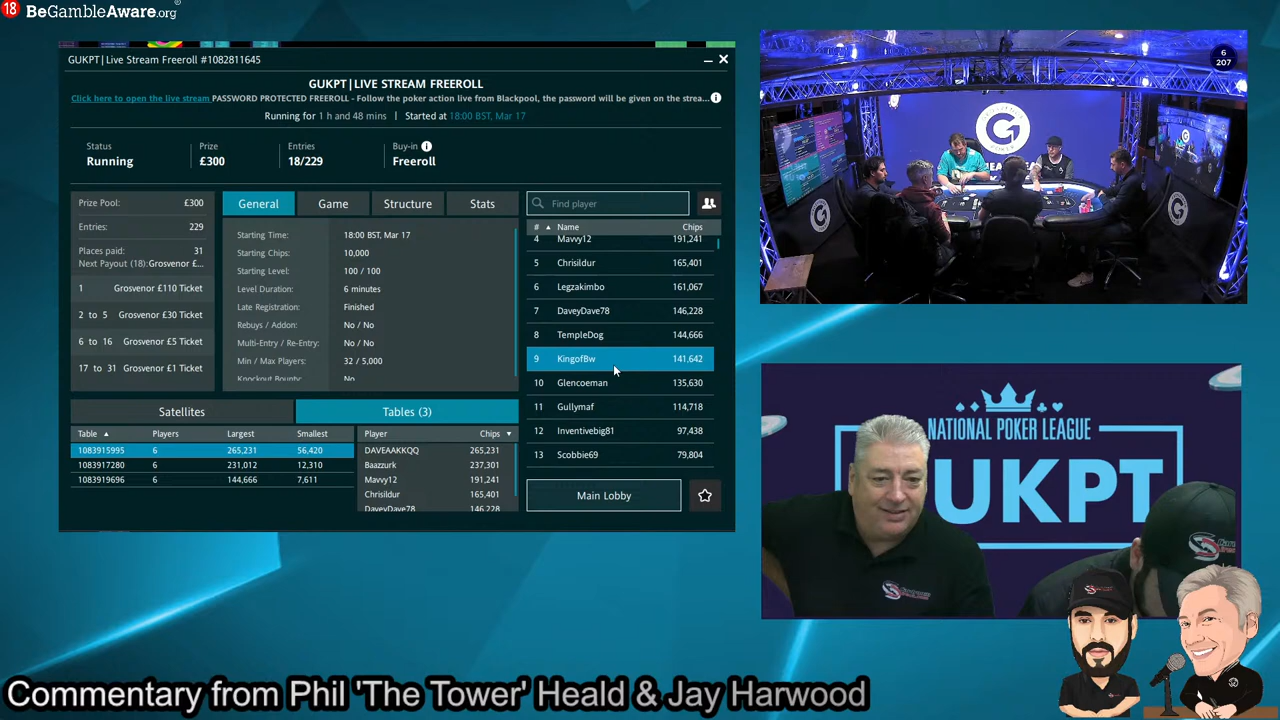 18 BeGambleAware.org
GUKPT|Live Stream Freeroll #1082811645
GUKPT|LIVE STREAM FREEROLL
Click here to open the live stream PASSWORD PROTECTED FREEROLL - Follow the poker action live from Blackpool, the password will be given on the strea...
Running for 1 h and 48 mins | Started at 18:00 BST, Mar 17
Status Prize Entries Buy-in
Running £300 18/229 Freeroll
Prize Pool: £300
Entries: 229
Places paid: 31
Next Payout (18): Grosvenor £...
1 Grosvenor £110 Ticket
2 to 5 Grosvenor £30 Ticket
6 to 16 Grosvenor £5 Ticket
17 to 31 Grosvenor £1 Ticket
General Game Structure Stats
Starting Time: 18:00 BST, Mar 17
Starting Chips: 10,000
Starting Level: 100 / 100
Level Duration: 6 minutes
Late Registration: Finished
Rebuys / Addon: No / No
Multi-Entry / Re-Entry: No / No
Min / Max Players: 32 / 5,000
Knockout Bounty: No
Find player
# Name Chips
4 Mavvy12 191,241
5 Chrisildur 165,401
6 Legzakimbo 161,067
7 DaveyDave78 146,228
8 TempleDog 144,666
9 KingofBw 141,642
10 Glencoeman 135,630
11 Gullymaf 114,718
12 Inventivebig81 97,438
13 Scobbie69 79,804
Main Lobby
Satellites Tables (3)
Table Players Largest Smallest
1083915995 6 265,231 56,420
1083917280 6 231,012 12,310
1083919696 6 144,666 7,611
Player Chips
DAVEAAKKQQ 265,231
Baazzurk 237,301
Mavvy12 191,241
Chrisildur 165,401
DaveyDave78 146,228
6
207
G
NATIONAL POKER LEAGUE
UKPT
Commentary from Phil 'The Tower' Heald & Jay Harwood